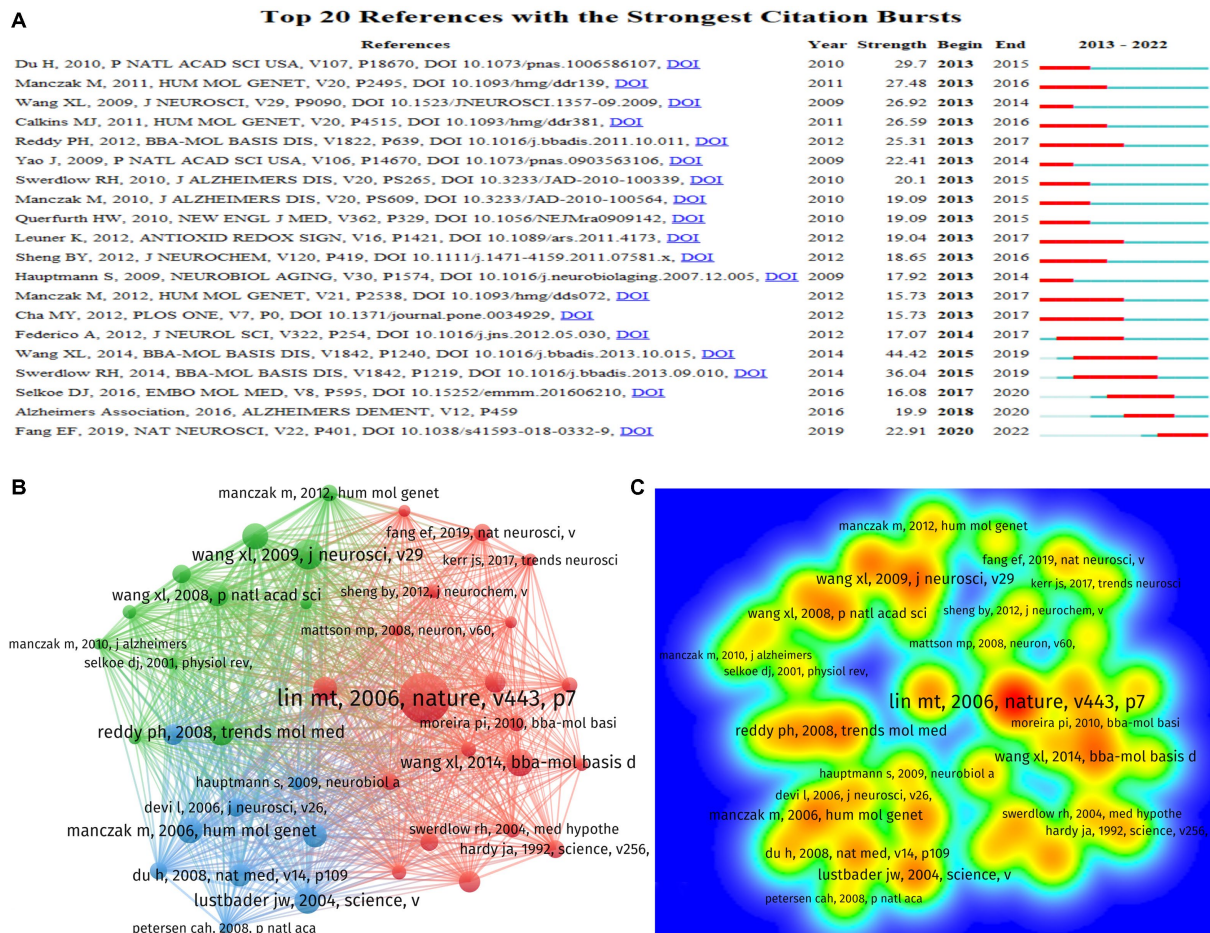 A
Top 20 References with the Strongest Citation Bursts
References Year Strength Begin End 2013 - 2022
Du H, 2010, P NATL ACAD SCI USA, V107, P18670, DOI 10.1073/pnas.1006586107, DOI 2010 29.7 2013 2015
Manczak M, 2011, HUM MOL GENET, V20, P2495, DOI 10.1093/hmg/ddr139, DOI 2011 27.48 2013 2016
Wang XL, 2009, J NEUROSCI, V29, P9090, DOI 10.1523/JNEUROSCI.1357-09.2009, DOI 2009 26.92 2013 2014
Calkins MJ, 2011, HUM MOL GENET, V20, P4515, DOI 10.1093/hmg/ddr381, DOI 2011 26.59 2013 2016
Reddy PH, 2012, BBA-MOL BASIS DIS, V1822, P639, DOI 10.1016/j.bbadis.2011.10.011, DOI 2012 25.31 2013 2017
Yao J, 2009, P NATL ACAD SCI USA, V106, P14670, DOI 10.1073/pnas.0903563106, DOI 2009 22.41 2013 2014
Swerdlow RH, 2010, J ALZHEIMERS DIS, V20, PS265, DOI 10.3233/JAD-2010-100339, DOI 2010 20.1 2013 2015
Manczak M, 2010, J ALZHEIMERS DIS, V20, PS609, DOI 10.3233/JAD-2010-100564, DOI 2010 19.09 2013 2015
Querfurth HW, 2010, NEW ENGL J MED, V362, P329, DOI 10.1056/NEJMra0909142, DOI 2010 19.09 2013 2015
Leuner K, 2012, ANTIOXID REDOX SIGN, V16, P1421, DOI 10.1089/ars.2011.4173, DOI 2012 19.04 2013 2017
Sheng BY, 2012, J NEUROCHEM, V120, P419, DOI 10.1111/j.1471-4159.2011.07581.x, DOI 2012 18.65 2013 2016
Hauptmann S, 2009, NEUROBIOL AGING, V30, P1574, DOI 10.1016/j.neurobiolaging.2007.12.005, DOI 2009 17.92 2013 2014
Manczak M, 2012, HUM MOL GENET, V21, P2538, DOI 10.1093/hmg/dds072, DOI 2012 15.73 2013 2017
Cha MY, 2012, PLOS ONE, V7, P0, DOI 10.1371/journal.pone.0034929, DOI 2012 15.73 2013 2017
Federico A, 2012, J NEUROL SCI, V322, P254, DOI 10.1016/j.jns.2012.05.030, DOI 2012 17.07 2014 2017
Wang XL, 2014, BBA-MOL BASIS DIS, V1842, P1240, DOI 10.1016/j.bbadis.2013.10.015, DOI 2014 44.42 2015 2019
Swerdlow RH, 2014, BBA-MOL BASIS DIS, V1842, P1219, DOI 10.1016/j.bbadis.2013.09.010, DOI 2014 36.04 2015 2019
Selkoe DJ, 2016, EMBO MOL MED, V8, P595, DOI 10.15252/emmm.201606210, DOI 2016 16.08 2017 2020
Alzheimers Association, 2016, ALZHEIMERS DEMENT, V12, P459 2016 19.9 2018 2020
Fang EF, 2019, NAT NEUROSCI, V22, P401, DOI 10.1038/s41593-018-0332-9, DOI 2019 22.91 2020 2022
B
manczak m, 2012, hum mol genet
fang ef, 2019, nat neurosci, v
wang xl, 2009, j neurosci, v29
kerr js, 2017, trends neurosci
wang xl, 2008, p natl acad sci
sheng by, 2012, j neurochem, v
mattson mp, 2008, neuron, v60,
manczak m, 2010, j alzheimers
selkoe dj, 2001, physiol rev,
lin mt, 2006, nature, v443, p7
moreira pi, 2010, bba-mol basi
reddy ph, 2008, trends mol med
wang xl, 2014, bba-mol basis d
hauptmann s, 2009, neurobiol a
devi l, 2006, j neurosci, v26,
manczak m, 2006, hum mol genet
swerdlow rh, 2004, med hypothe
hardy ja, 1992, science, v256,
du h, 2008, nat med, v14, p109
lustbader jw, 2004, science, v
petersen cah, 2008, p natl aca
C
manczak m, 2012, hum mol genet
fang ef, 2019, nat neurosci, v
wang xl, 2009, j neurosci, v29
kerr js, 2017, trends neurosci
wang xl, 2008, p natl acad sci
sheng by, 2012, j neurochem, v
mattson mp, 2008, neuron, v60,
manczak m, 2010, j alzheimers
selkoe dj, 2001, physiol rev,
lin mt, 2006, nature, v443, p7
moreira pi, 2010, bba-mol basi
reddy ph, 2008, trends mol med
wang xl, 2014, bba-mol basis d
hauptmann s, 2009, neurobiol a
devi l, 2006, j neurosci, v26,
manczak m, 2006, hum mol genet
swerdlow rh, 2004, med hypothe
hardy ja, 1992, science, v256,
du h, 2008, nat med, v14, p109
lustbader jw, 2004, science, v
petersen cah, 2008, p natl aca